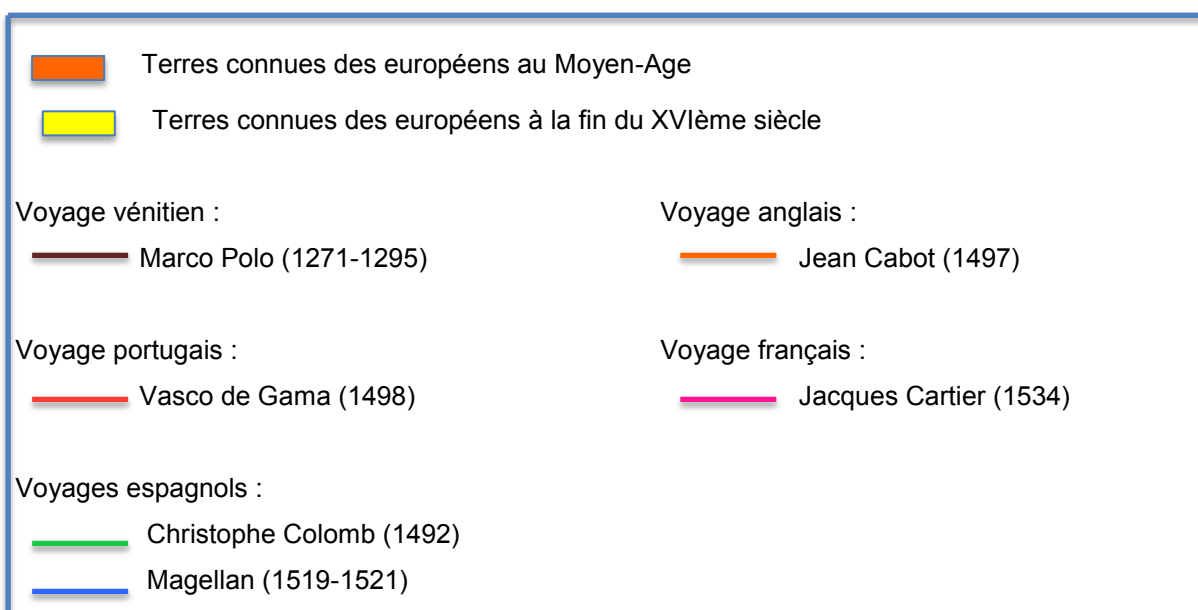 Terres connues des européens au Moyen-Age
Terres connues des européens à la fin du XVIème siècle
Voyage vénitien :
Marco Polo (1271-1295)
Voyage anglais :
Jean Cabot (1497)
Voyage portugais :
Vasco de Gama (1498)
Voyage français :
Jacques Cartier (1534)
Voyages espagnols :
Christophe Colomb (1492)
Magellan (1519-1521)